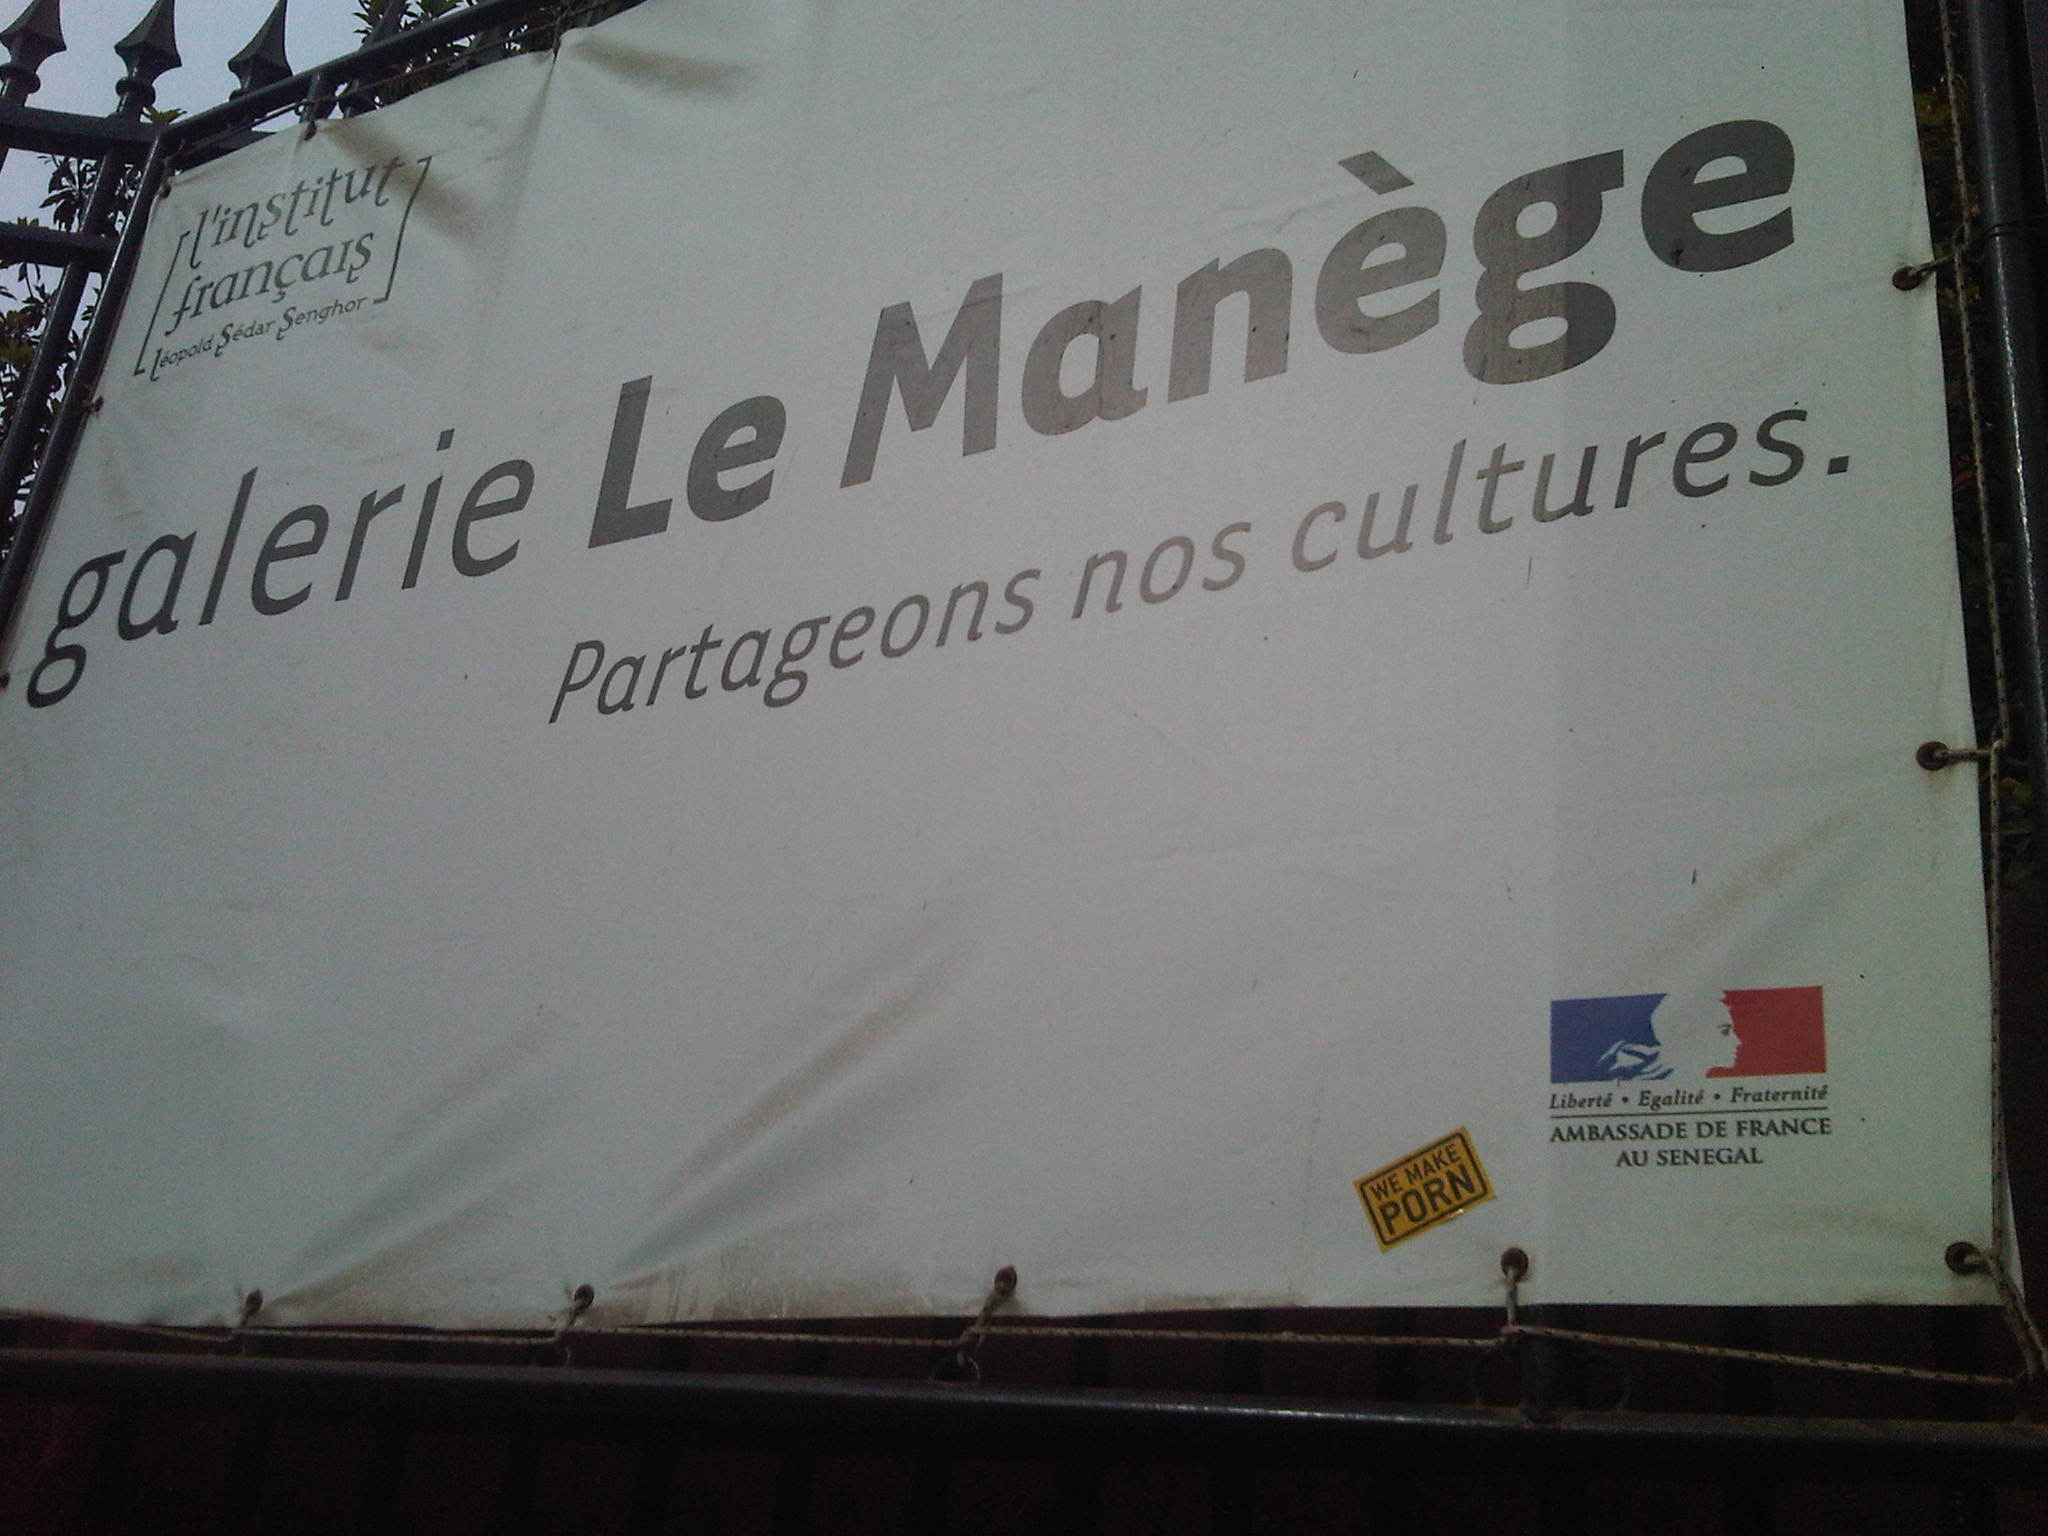 l'institut
français
léopold Sédar Senghor
galerie Le Manège
Partageons nos cultures.
Liberté • Egalité • Fraternité
AMBASSADE DE FRANCE
AU SENEGAL
WE MAKE
PORN